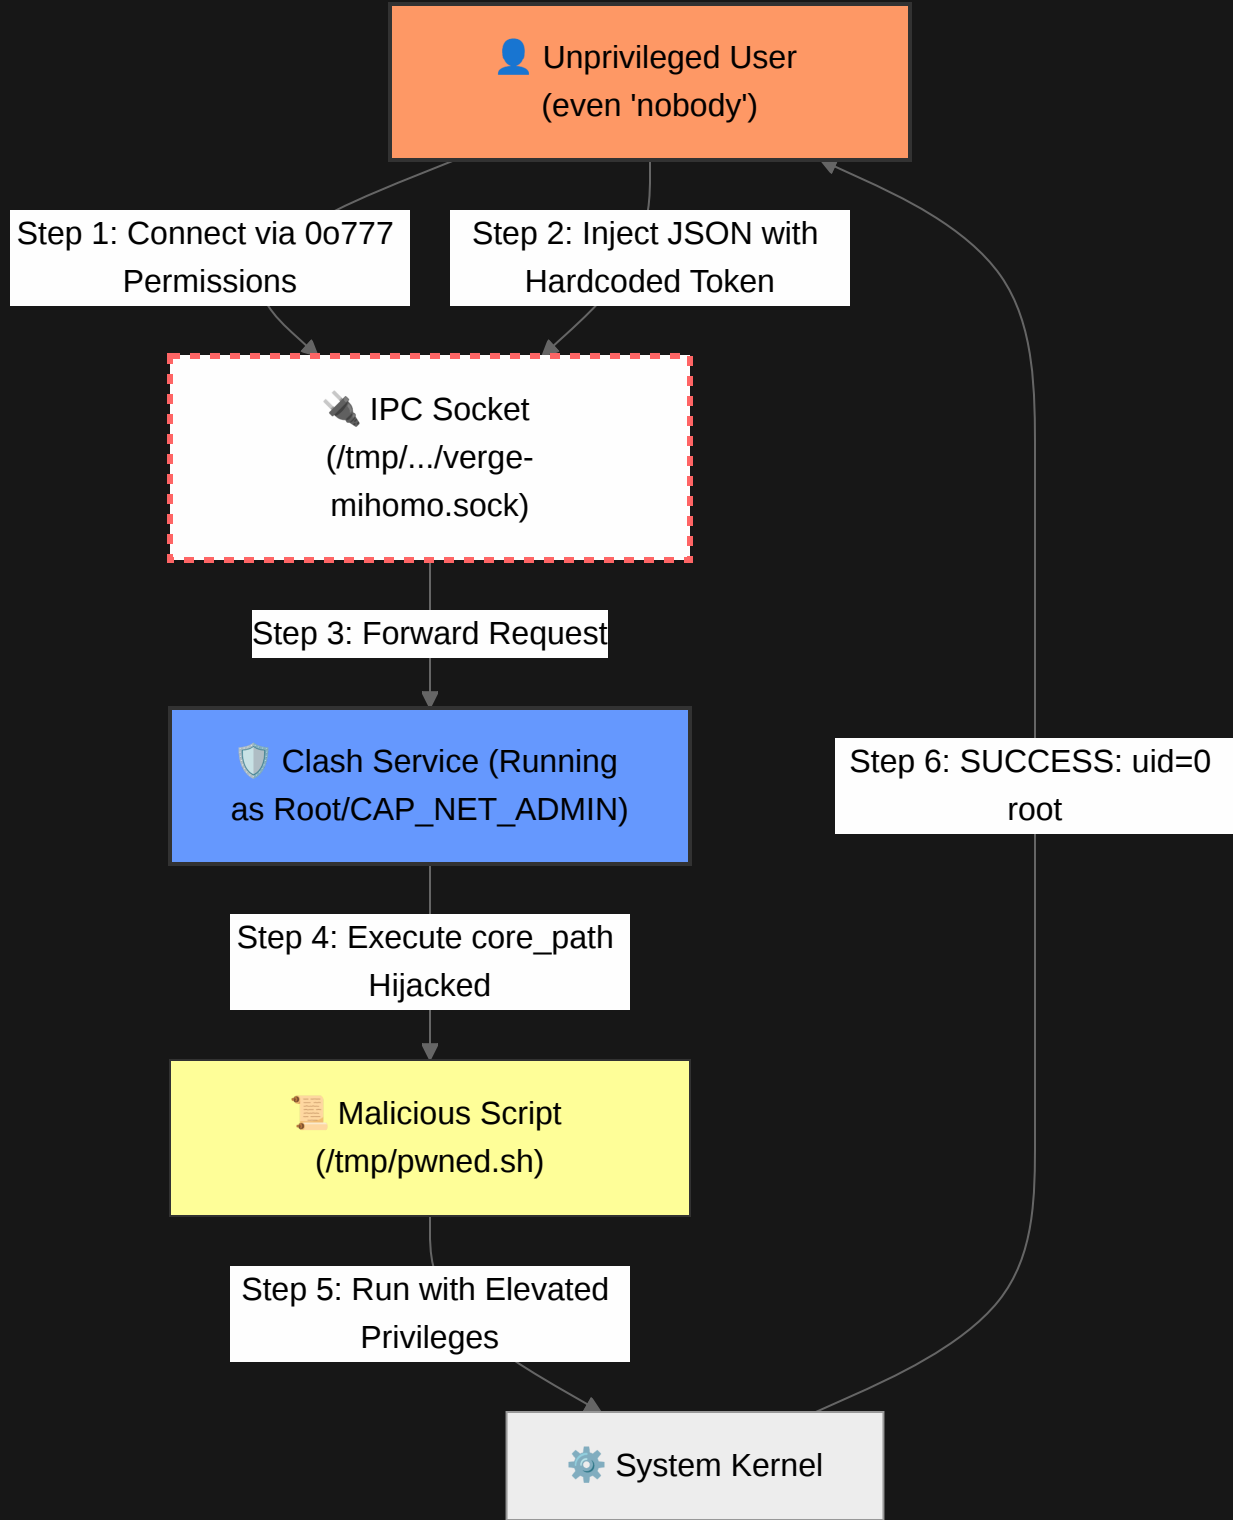 👤 Unprivileged User
(even 'nobody')
Step 1: Connect via 0o777
Permissions
Step 2: Inject JSON with
Hardcoded Token
🔌 IPC Socket
(/tmp/.../verge-
mihomo.sock)
Step 3: Forward Request
🛡️ Clash Service (Running
as Root/CAP_NET_ADMIN)
Step 6: SUCCESS: uid=0
root
Step 4: Execute core_path
Hijacked
📜 Malicious Script
(/tmp/pwned.sh)
Step 5: Run with Elevated
Privileges
⚙️ System Kernel